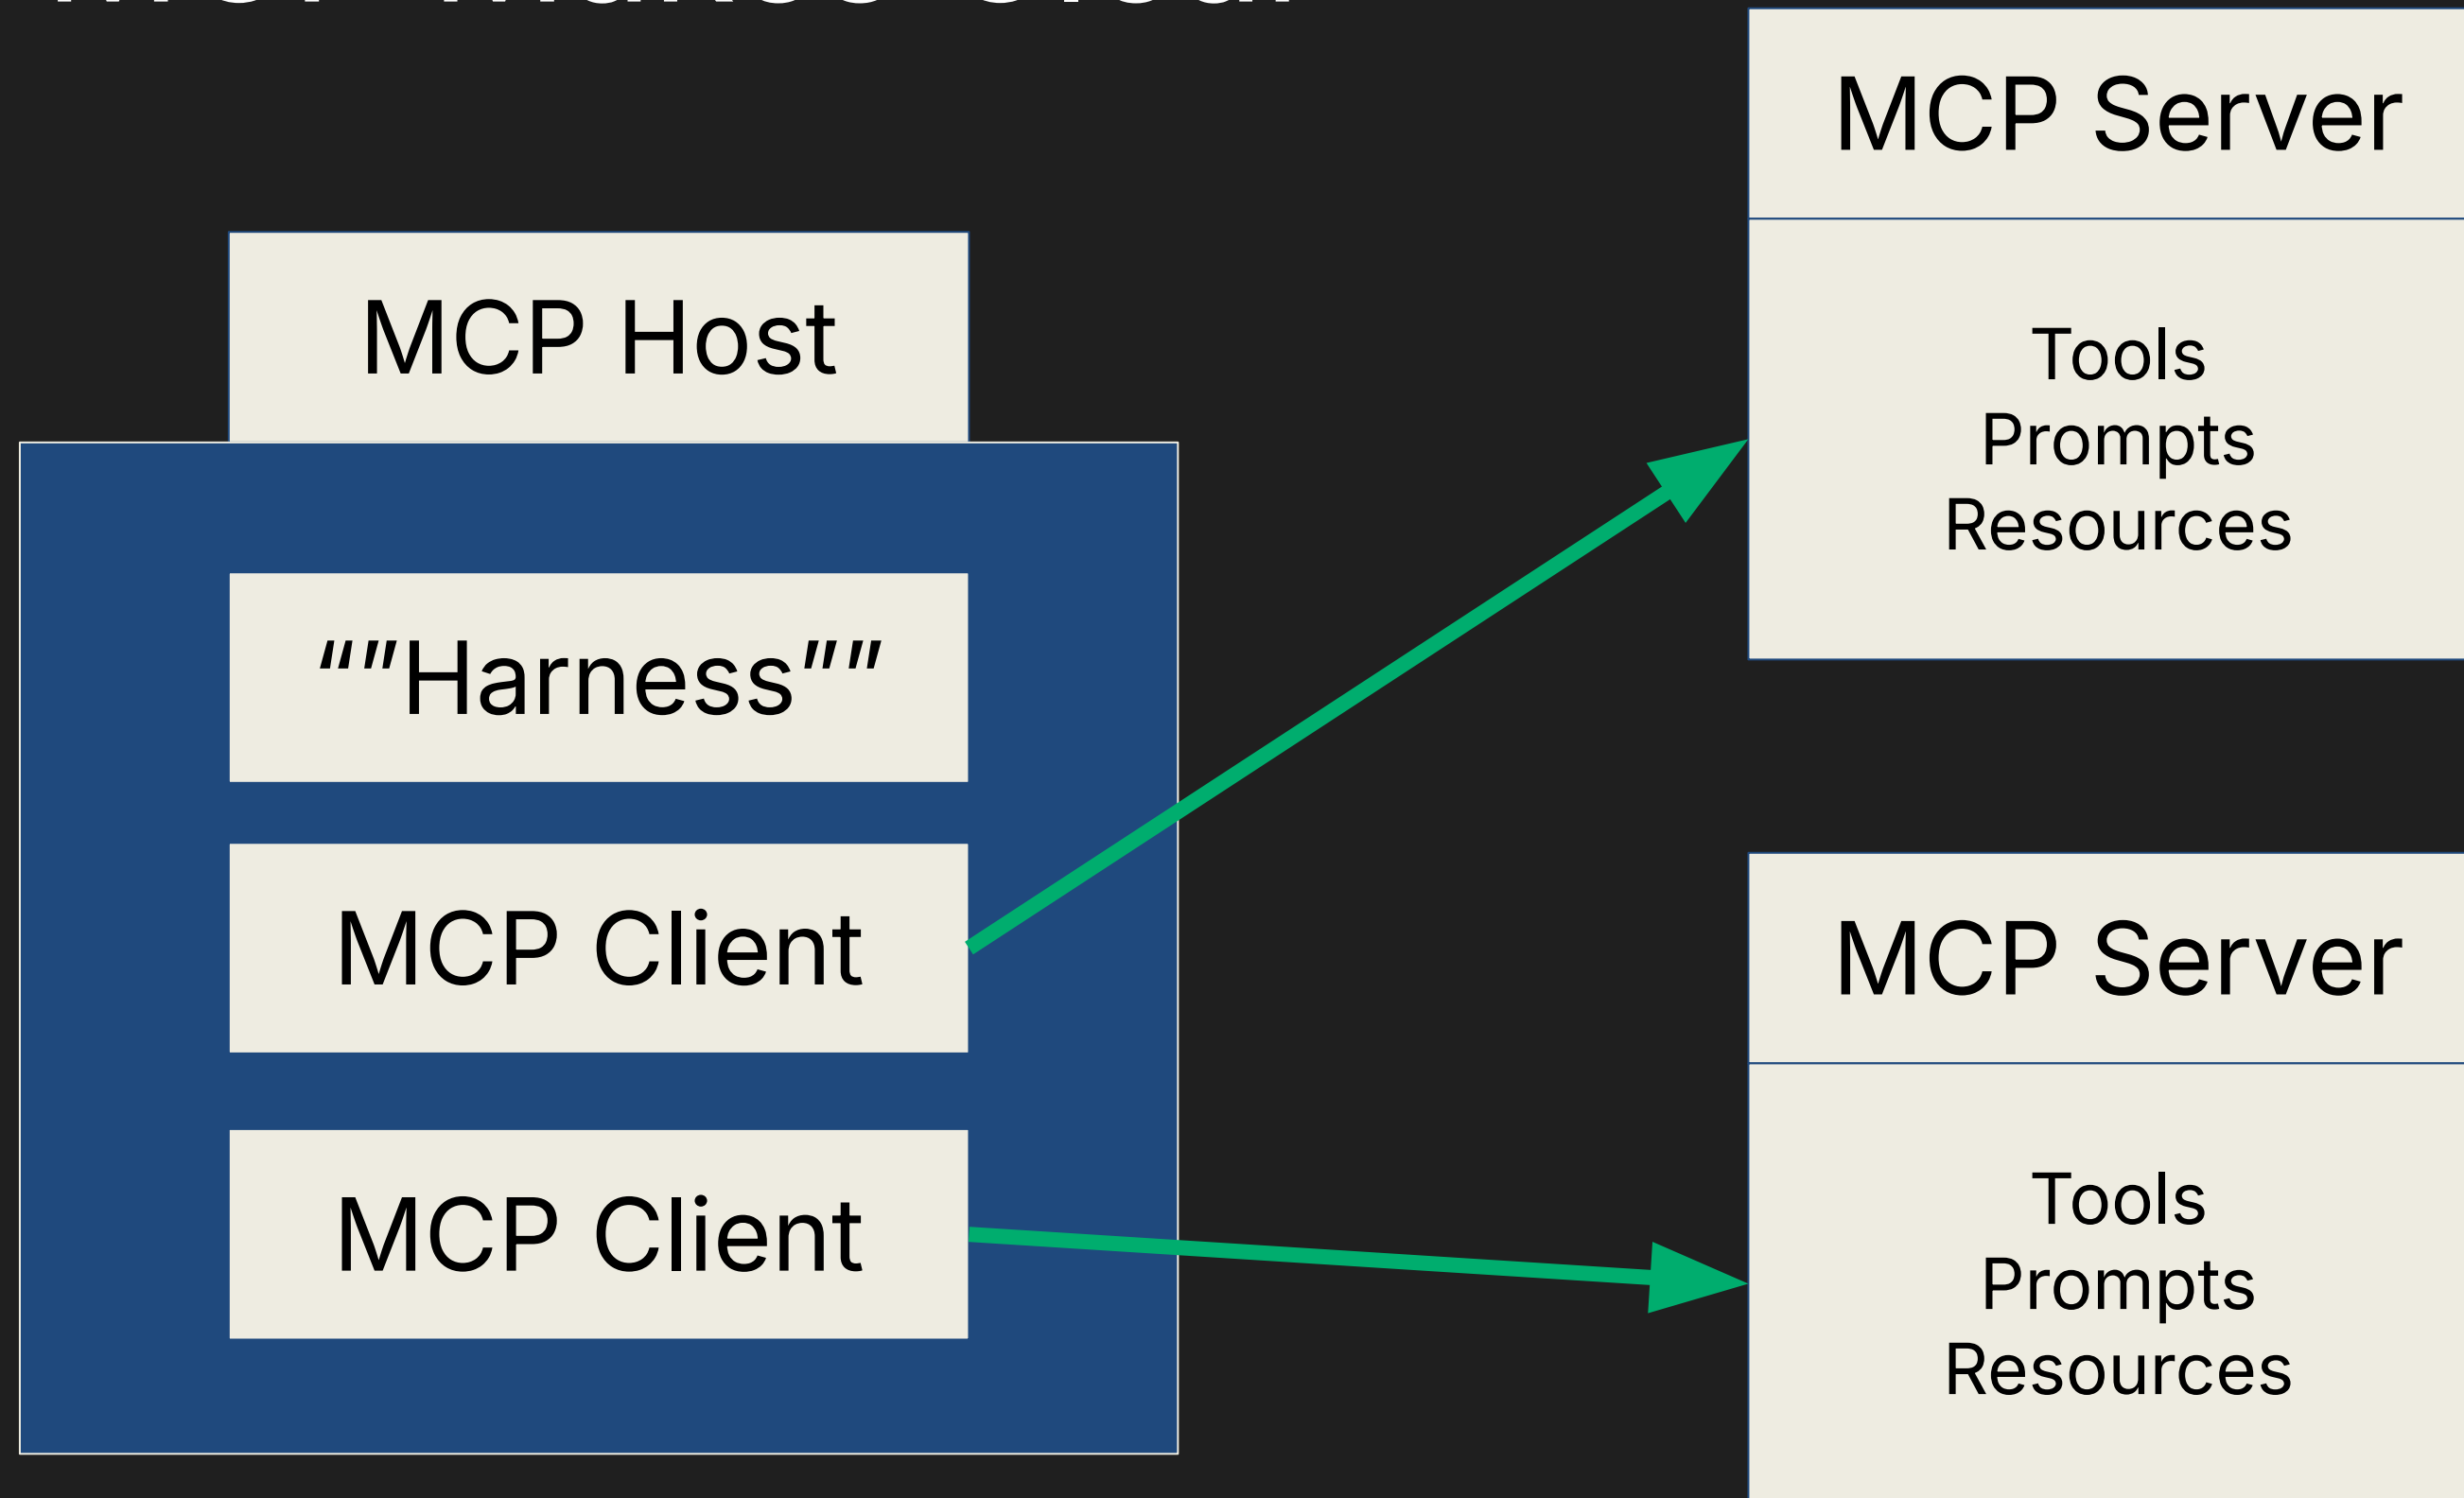 MCP Host
“”Harness””
MCP Client
MCP Client
MCP Server
Tools
Prompts
Resources
MCP Server
Tools
Prompts
Resources